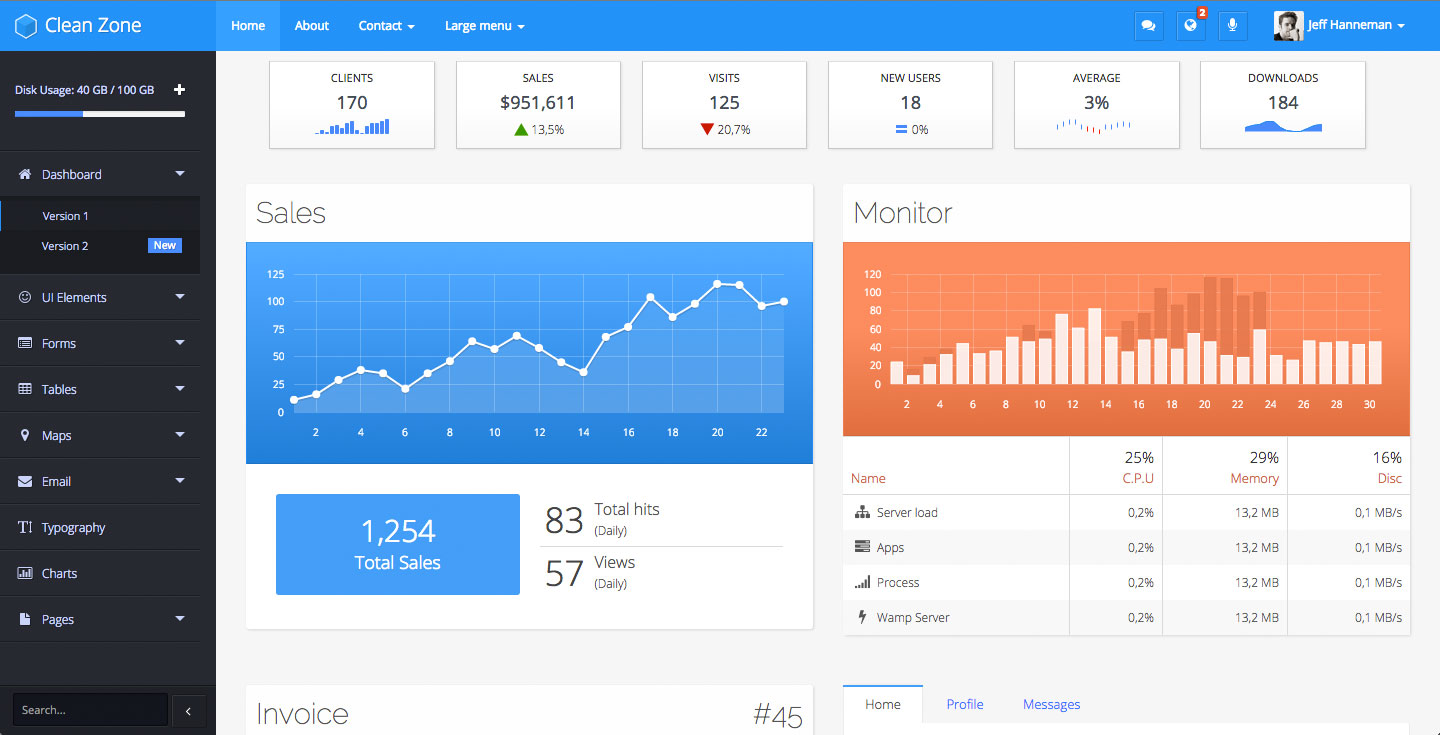 Clean Zone
Home About Contact Large menu
2
Jeff Hanneman
Disk Usage: 40 GB / 100 GB
Dashboard
Version 1
Version 2 New
UI Elements
Forms
Tables
Maps
Email
Typography
Charts
Pages
Search...
CLIENTS
170
SALES
$951,611
13,5%
VISITS
125
20,7%
NEW USERS
18
0%
AVERAGE
3%
DOWNLOADS
184
Sales
125
100
75
50
25
0
2 4 6 8 10 12 14 16 18 20 22
1,254
Total Sales
83 Total hits
(Daily)
57 Views
(Daily)
Monitor
120
100
80
60
40
20
0
2 4 6 8 10 12 14 16 18 20 22 24 26 28 30
25% 29% 16%
Name C.P.U Memory Disc
Server load 0,2% 13,2 MB 0,1 MB/s
Apps 0,2% 13,2 MB 0,1 MB/s
Process 0,2% 13,2 MB 0,1 MB/s
Wamp Server 0,2% 13,2 MB 0,1 MB/s
Invoice #45
Home Profile Messages